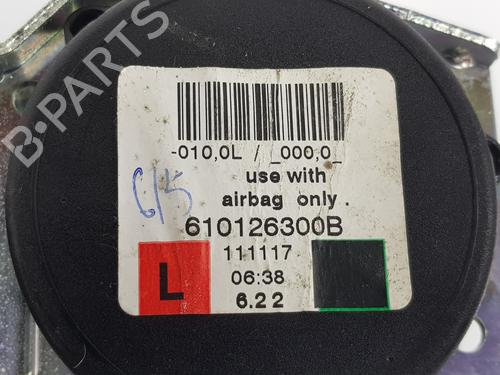 B-PARTS
-010,0L / _000,0_
use with
airbag only .
615
610126300B
111117
06:38
6.2 2
L